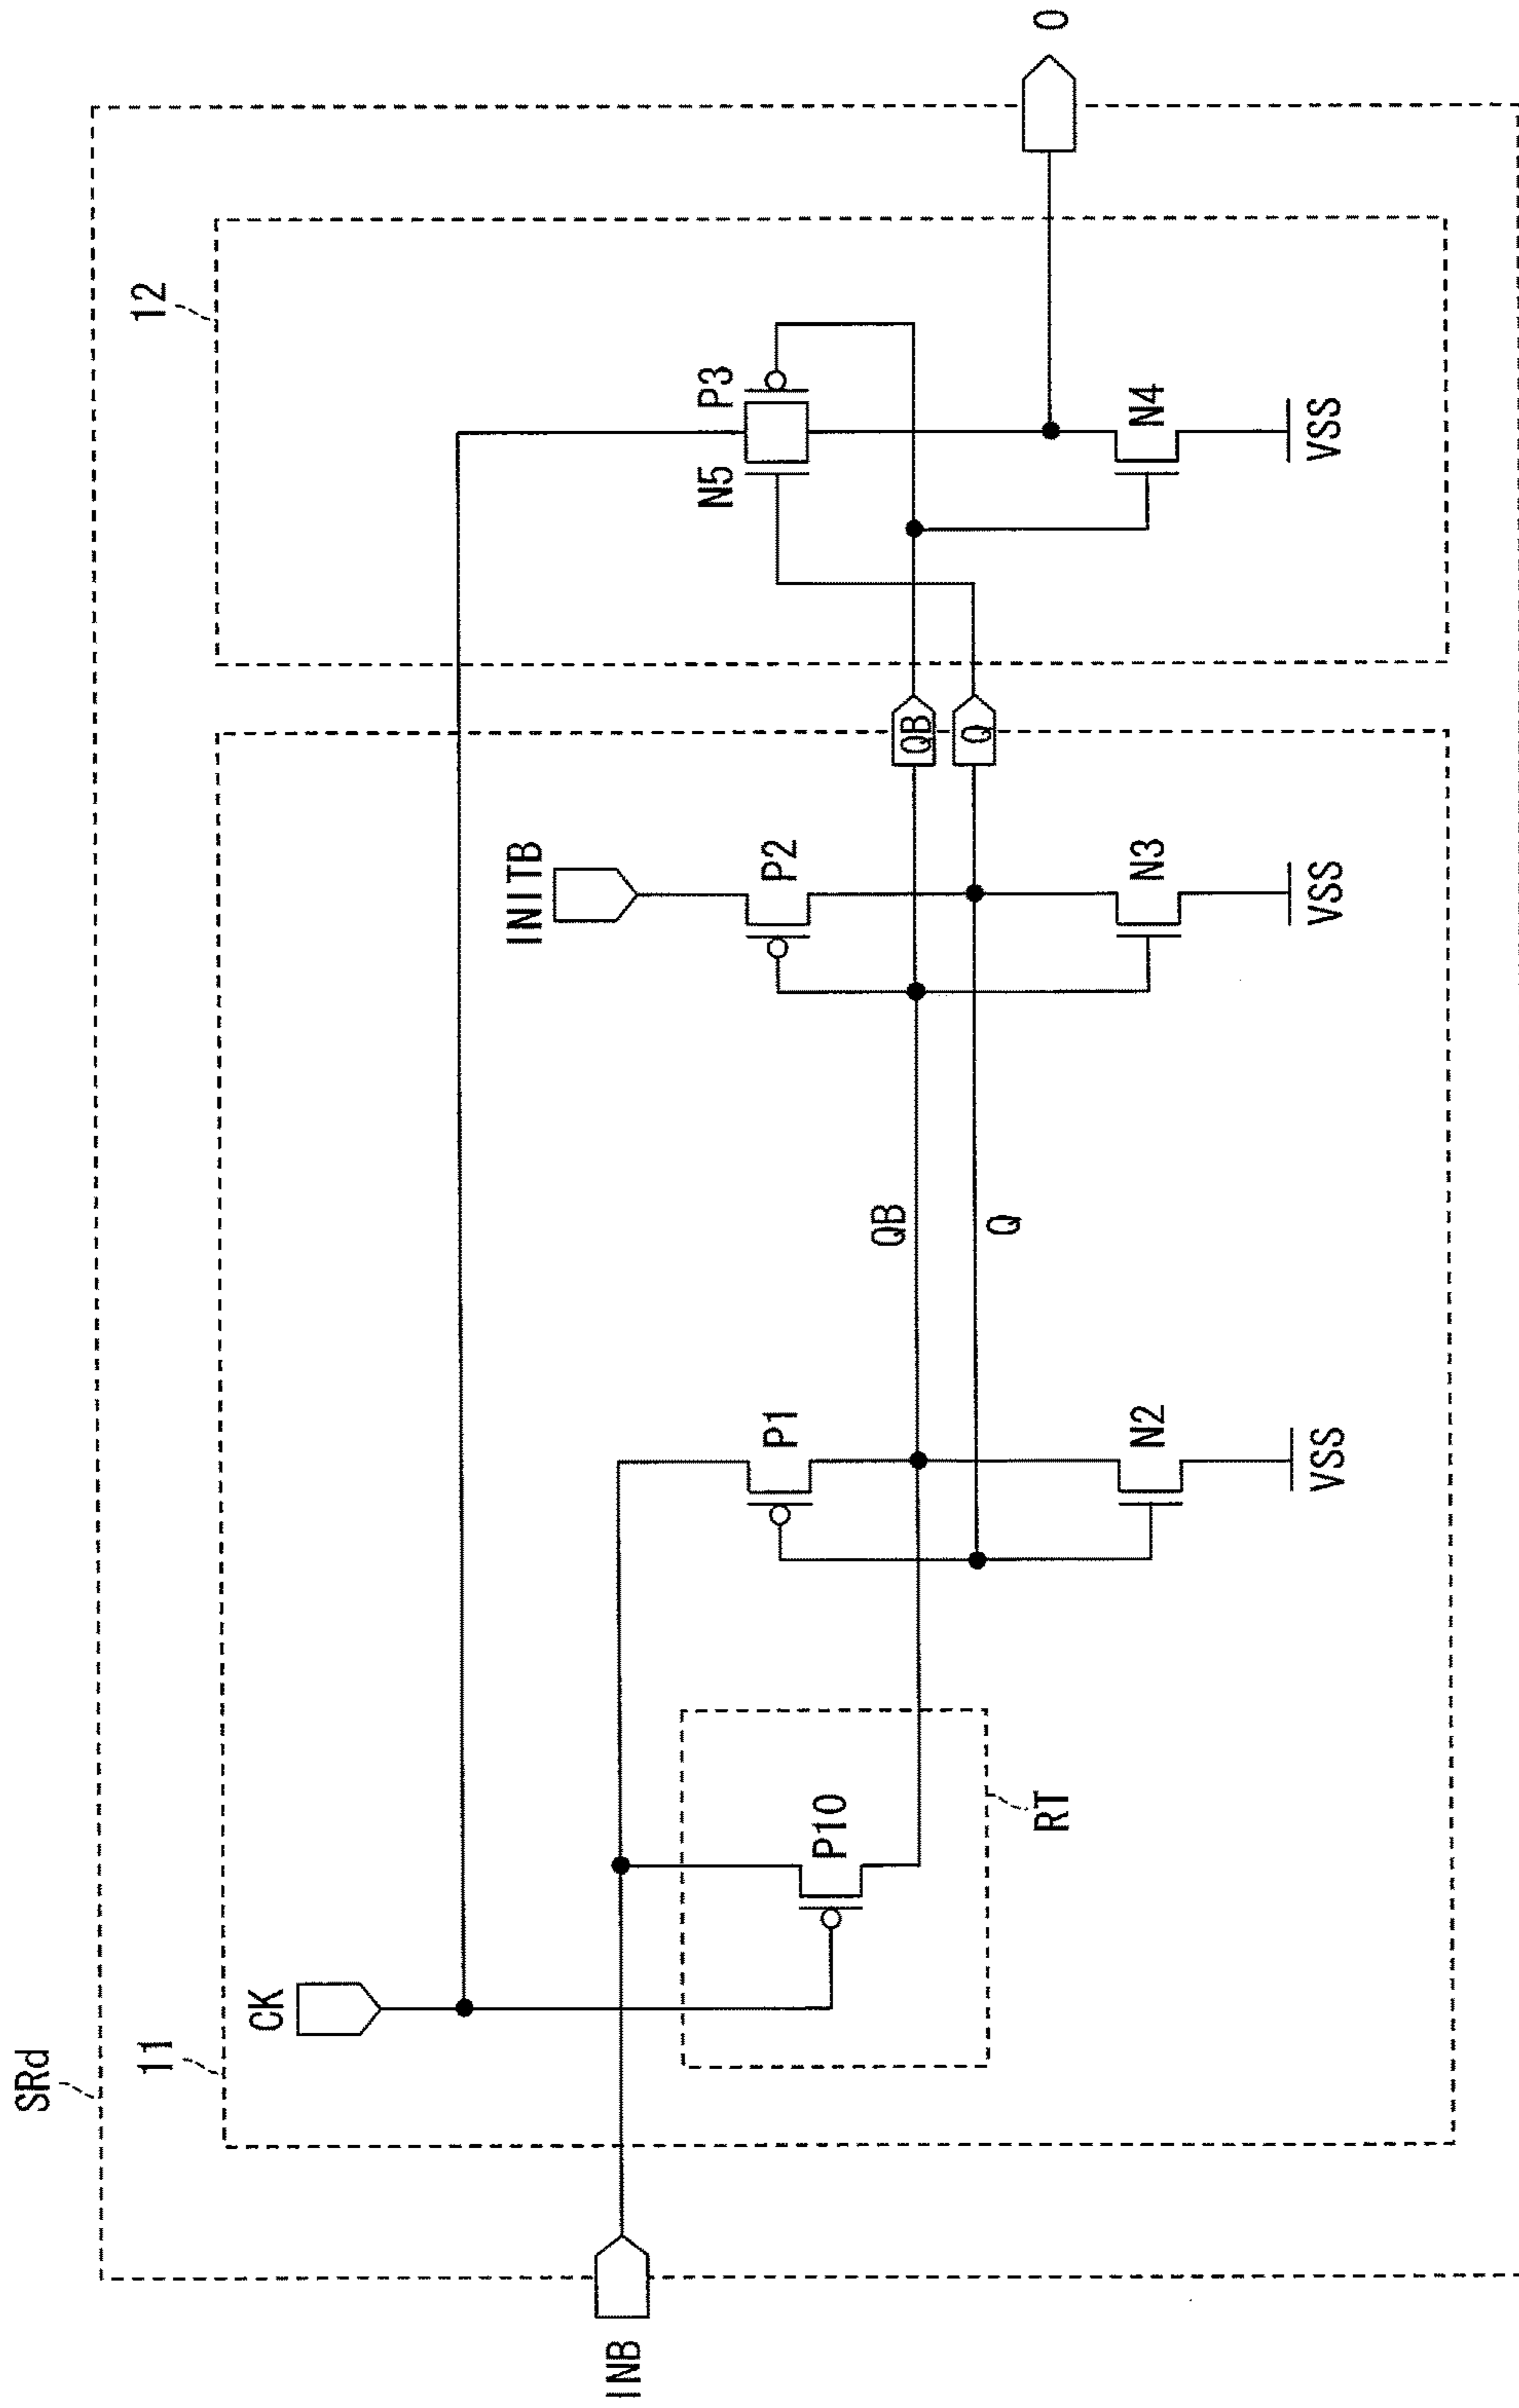 SRd
11
12
CK
INITB
INB
P10
RT
P1
N2
VSS
QB
Q
P2
N3
VSS
QB
Q
N5
P3
N4
VSS
O